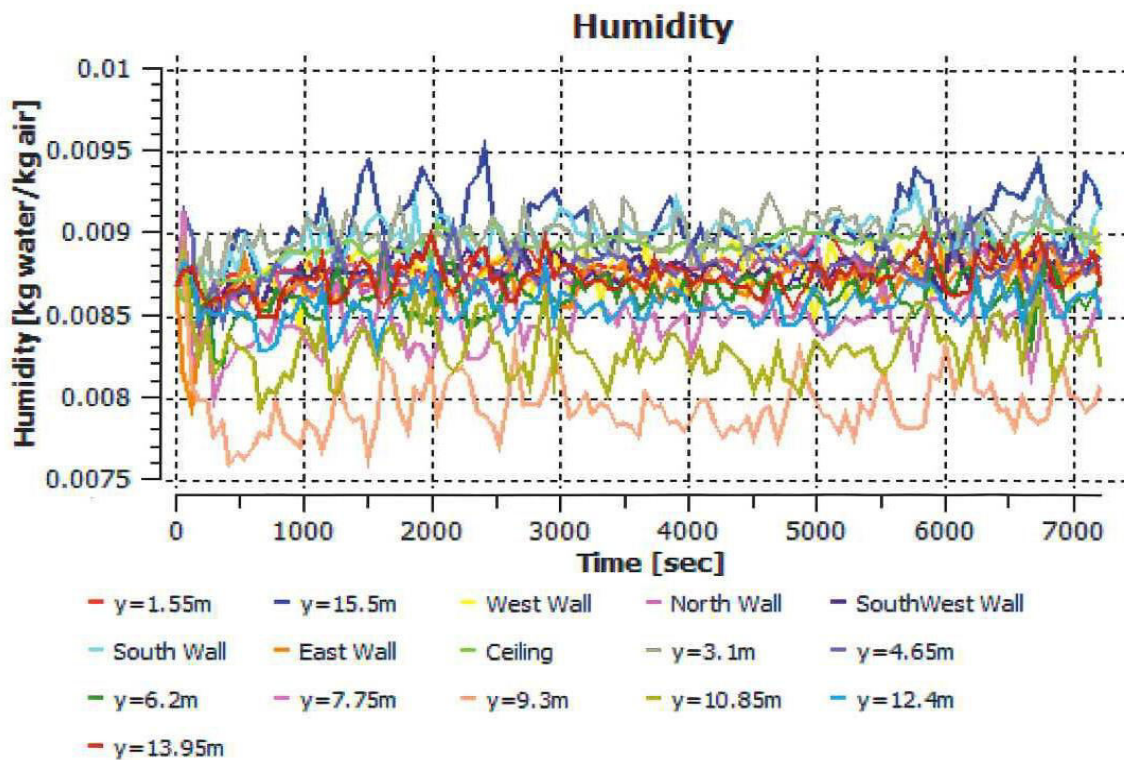 Humidity
Humidity [kg water/kg air]
0.01
0.0095
0.009
0.0085
0.008
0.0075
0 1000 2000 3000 4000 5000 6000 7000
Time [sec]
y=1.55m y=15.5m West Wall North Wall SouthWest Wall
South Wall East Wall Ceiling y=3.1m y=4.65m
y=6.2m y=7.75m y=9.3m y=10.85m y=12.4m
y=13.95m